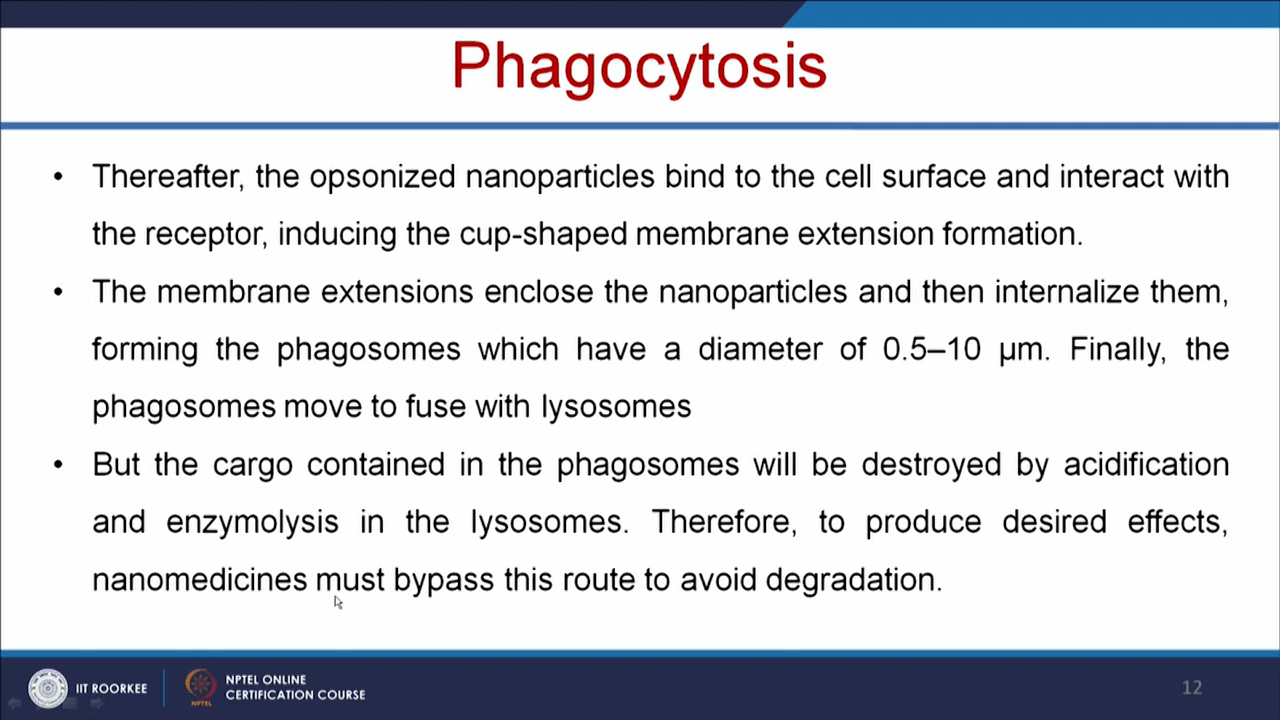 Phagocytosis
• Thereafter, the opsonized nanoparticles bind to the cell surface and interact with
the receptor, inducing the cup-shaped membrane extension formation.
• The membrane extensions enclose the nanoparticles and then internalize them,
forming the phagosomes which have a diameter of 0.5–10 µm. Finally, the
phagosomes move to fuse with lysosomes
• But the cargo contained in the phagosomes will be destroyed by acidification
and enzymolysis in the lysosomes. Therefore, to produce desired effects,
nanomedicines must bypass this route to avoid degradation.
IIT ROORKEE
NPTEL ONLINE
CERTIFICATION COURSE
NPTEL
12